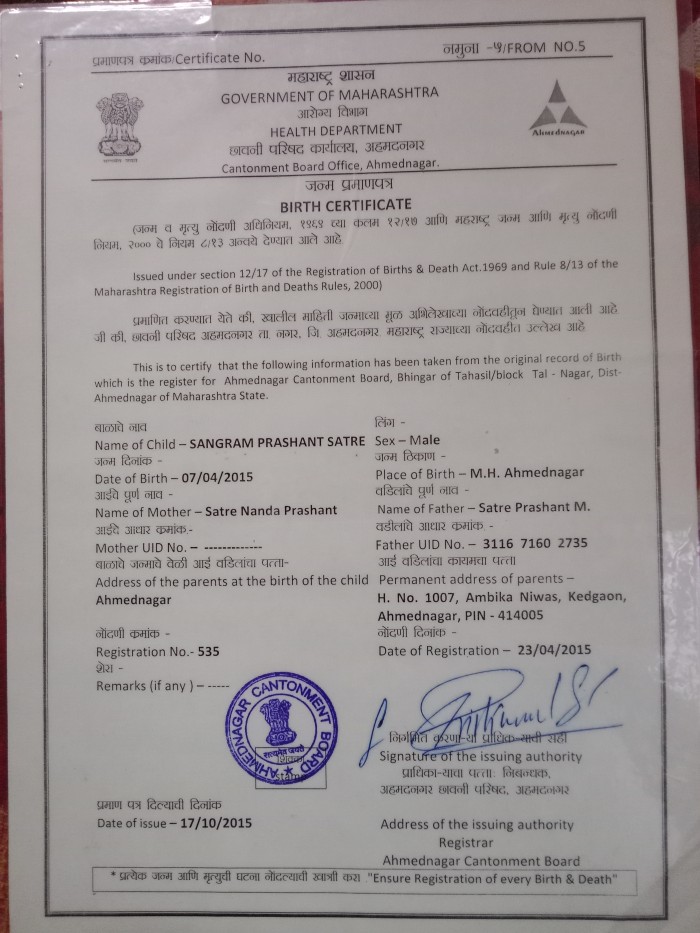 प्रमाणपत्र कमांक/Certificate No. नमुना -५/FROM NO.5
महाराष्ट्र शासन
GOVERNMENT OF MAHARASHTRA
आरोग्य विभाग
HEALTH DEPARTMENT
छावनी परिषद कार्यालय, अहमदनगर
Cantonment Board Office, Ahmednagar.
Ahmednagar
जन्म प्रमाणपत्र
BIRTH CERTIFICATE
(जन्म व मृत्यु नोंदणी अधिनियम, १९६९ च्या कलम १२/१७ आणि महराष्ट्र जन्म आणि मृत्यु नोंदणी
नियम, २००० चे नियम ८/१३ अन्वये देण्यात आले आहे.
Issued under section 12/17 of the Registration of Births & Death Act.1969 and Rule 8/13 of the
Maharashtra Registration of Birth and Deaths Rules, 2000)
प्रमाणित करण्यात येते की, खालील माहिती जन्माच्या मूळ अभिलेखाच्या नोंदवहीतुन घेण्यात आली आहे
जी की, छावनी परिषद अहमदनगर ता. नगर, जि. अहमदनगर महाराष्ट्र राज्याच्या नोंदवहीत उल्लेख आहे
This is to certify that the following information has been taken from the original record of Birth
which is the register for Ahmednagar Cantonment Board, Bhingar of Tahasil/block Tal - Nagar, Dist-
Ahmednagar of Maharashtra State.
बाळाचे नाव लिंग -
Name of Child – SANGRAM PRASHANT SATRE Sex – Male
जन्म दिनांक - जन्म ठिकाण -
Date of Birth – 07/04/2015 Place of Birth – M.H. Ahmednagar
आईचे पुर्ण नाव - वडिलांचे पुर्ण नाव -
Name of Mother – Satre Nanda Prashant Name of Father – Satre Prashant M.
आईचे आधार कमांक.- वडीलांचे आधार कमांक. -
Mother UID No. – ------------- Father UID No. – 3116 7160 2735
बाळाचे जन्माचे वेळी आई वडिलांचा पत्ता- आई वडिलांचा कायमचा पत्ता
Address of the parents at the birth of the child Permanent address of parents –
Ahmednagar H. No. 1007, Ambika Niwas, Kedgaon,
Ahmednagar, PIN - 414005
नोंदणी कमांक - नोंदणी दिनांक -
Registration No.- 535 Date of Registration – 23/04/2015
शेरा -
Remarks (if any ) – -----
AHMEDNAGAR CANTONMENT BOARD
सत्यमेव जयते
शिक्का
Stamp
निर्गमित करणा-या प्राधिका-याची सही
Signature of the issuing authority
प्राधिका-याचा पत्ता: निबन्धक,
अहमदनगर छावनी परिषद, अहमदनगर
प्रमाण पत्र दिल्याची दिनांक
Date of issue – 17/10/2015 Address of the issuing authority
Registrar
Ahmednagar Cantonment Board
* प्रत्येक जन्म आणि मृत्युची घटना नोंदल्याची खात्री करा "Ensure Registration of every Birth & Death"